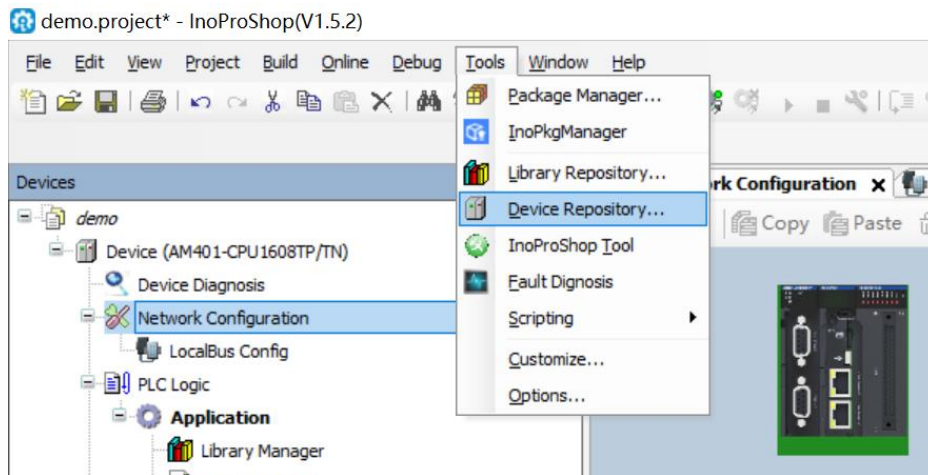 demo.project* - InoProShop(V1.5.2)
File Edit View Project Build Online Debug Tools Window Help
Package Manager...
InoPkgManager
Library Repository...
Device Repository...
InoProShop Tool
Fault Dignosis
Scripting
Customize...
Options...
Devices
demo
Device (AM401-CPU1608TP/TN)
Device Diagnosis
Network Configuration
LocalBus Config
PLC Logic
Application
Library Manager
rk Configuration
Copy Paste